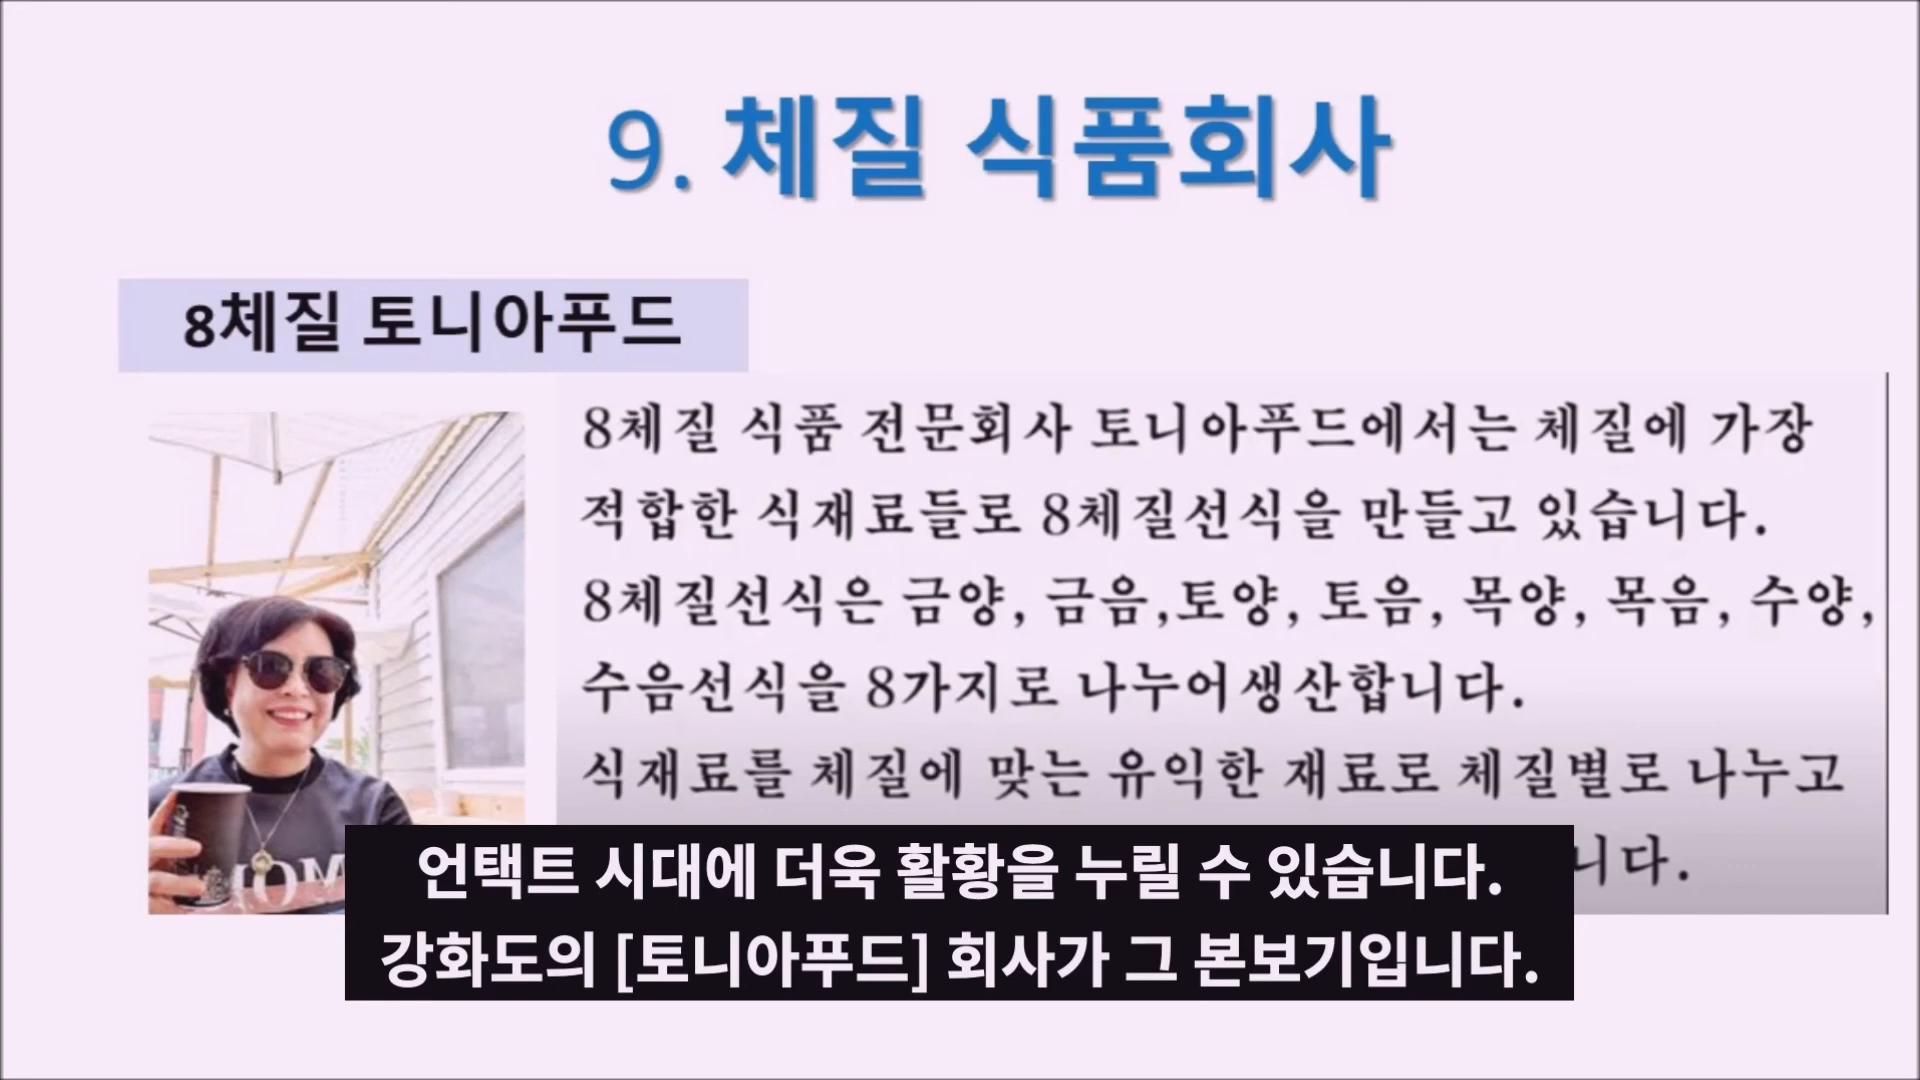 9. 체질 식품회사
8체질 토니아푸드
8체질 식품 전문회사 토니아푸드에서는 체질에 가장
적합한 식재료들로 8체질선식을 만들고 있습니다.
8체질선식은 금양, 금음,토양, 토음, 목양, 목음, 수양,
수음선식을 8가지로 나누어생산합니다.
식재료를 체질에 맞는 유익한 재료로 체질별로 나누고
니다.
언택트 시대에 더욱 활황을 누릴 수 있습니다.
강화도의 [토니아푸드] 회사가 그 본보기입니다.